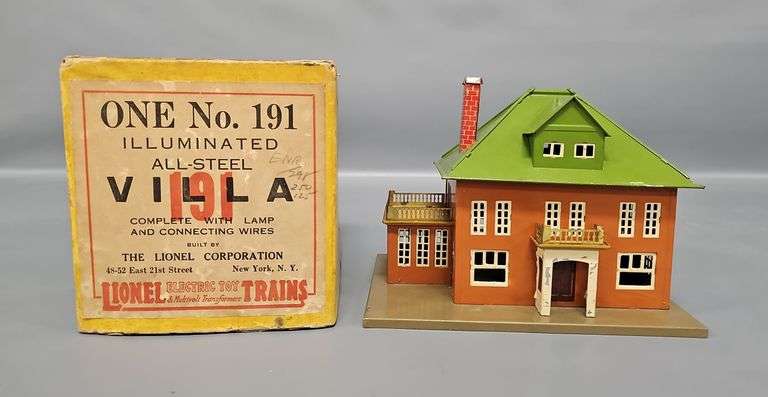 ONE No. 191
ILLUMINATED
ALL-STEEL
VILLA
191
COMPLETE WITH LAMP
AND CONNECTING WIRES
BUILT BY
THE LIONEL CORPORATION
48-52 East 21st Street New York, N. Y.
LIONEL ELECTRIC TOY TRAINS
& Multivolt Transformers